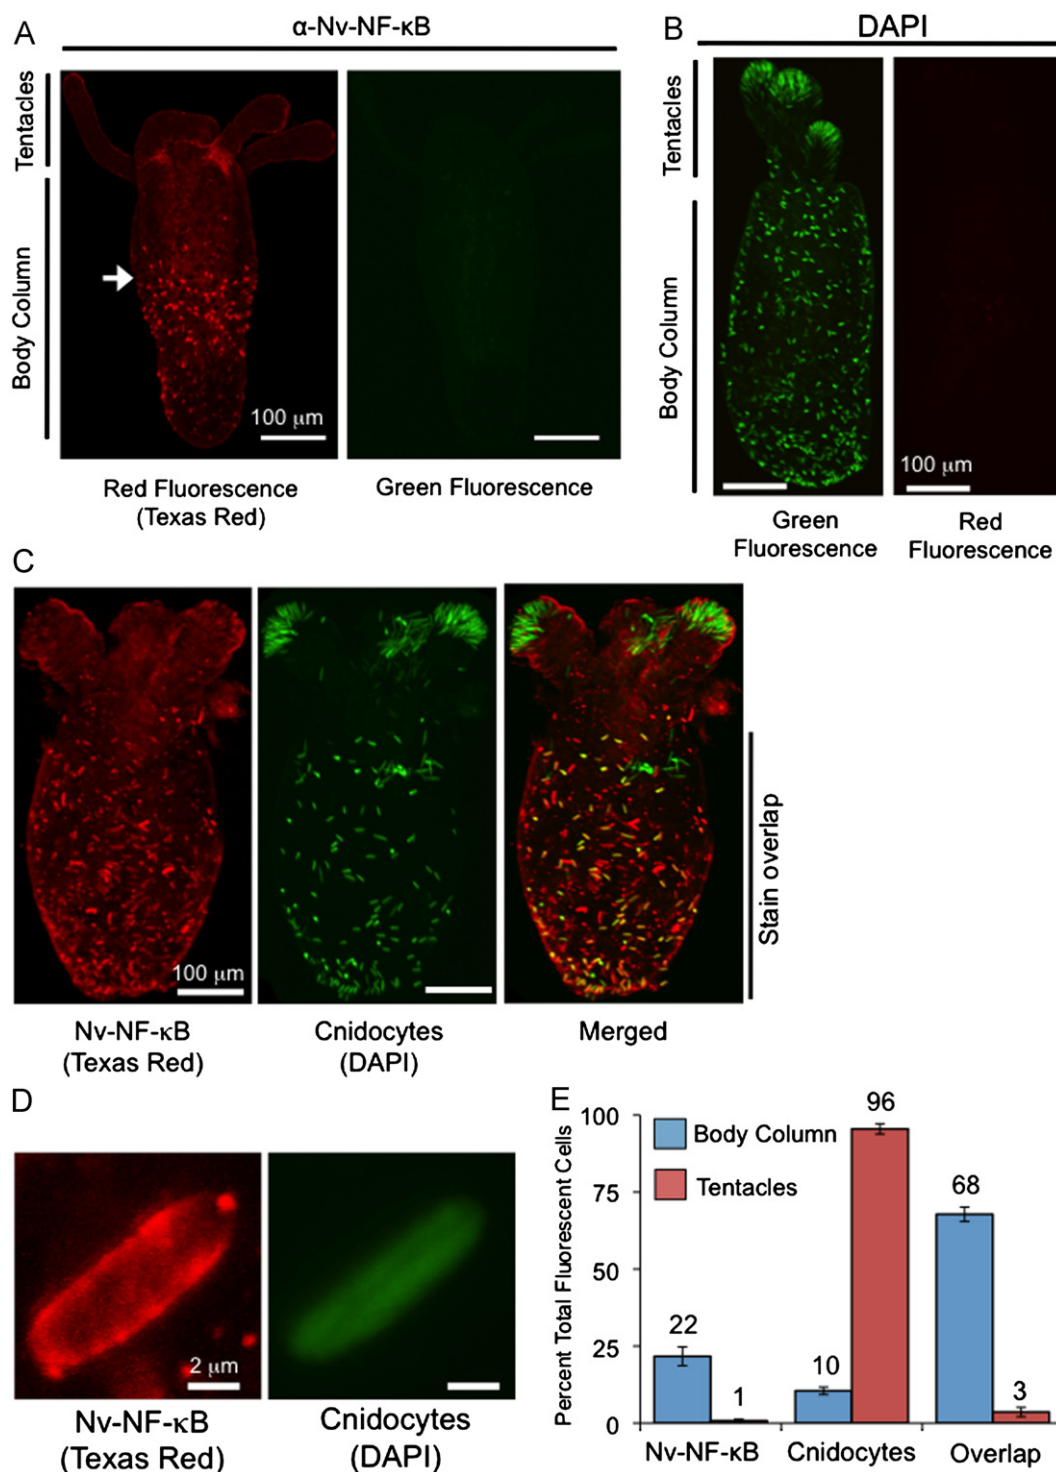 A
α-Nv-NF-κB
Tentacles
Body Column
100 μm
Red Fluorescence
(Texas Red)
Green Fluorescence
B
DAPI
Tentacles
Body Column
100 μm
Green
Fluorescence
Red
Fluorescence
C
100 μm
Stain overlap
Nv-NF-κB
(Texas Red)
Cnidocytes
(DAPI)
Merged
D
2 μm
Nv-NF-κB
(Texas Red)
Cnidocytes
(DAPI)
E
Percent Total Fluorescent Cells
100
75
50
25
0
Body Column
Tentacles
22
1
10
96
68
3
Nv-NF-κB
Cnidocytes
Overlap